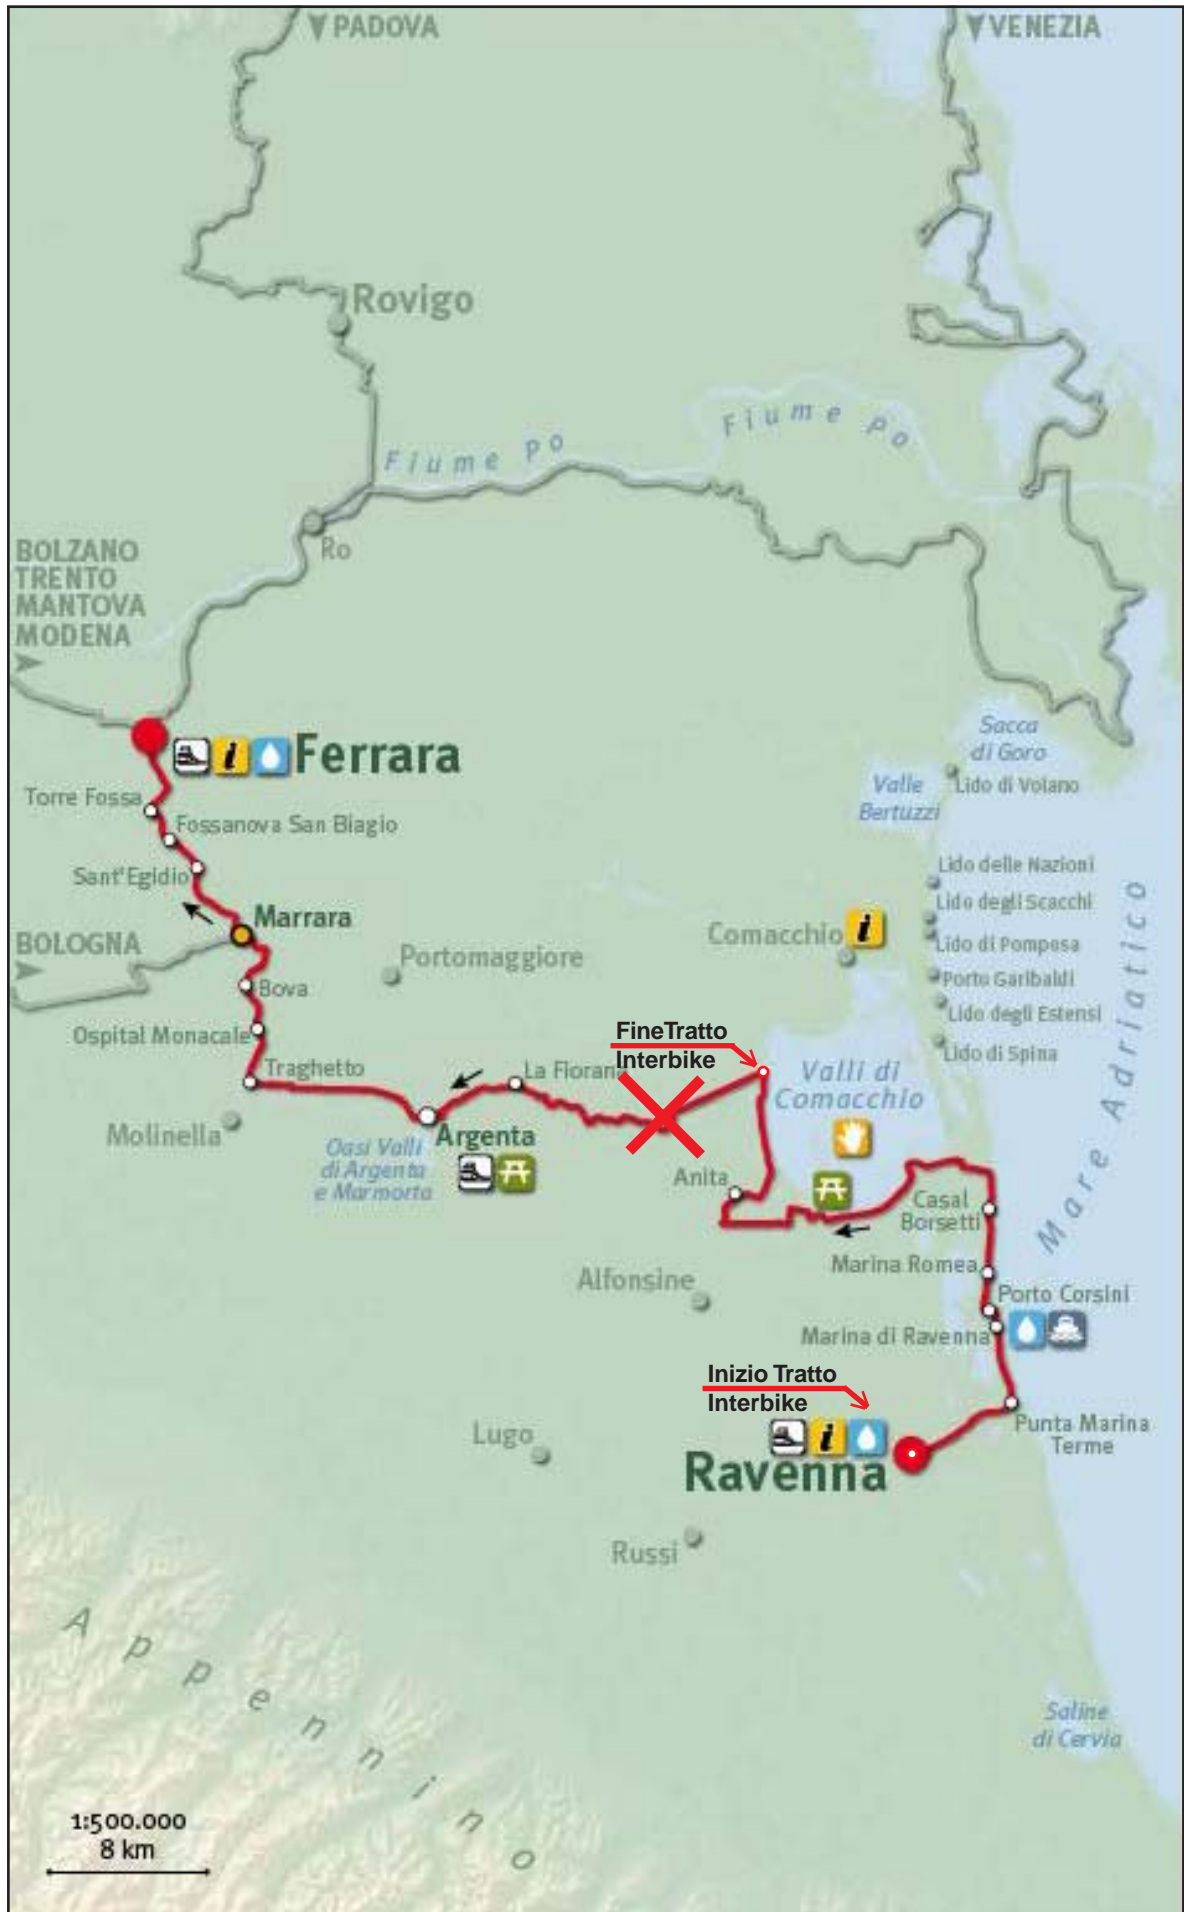 PADOVA
VENEZIA
Rovigo
Fiume Po
Fiume Po
Ro
BOLZANO
TRENTO
MANTOVA
MODENA
Ferrara
Sacca
di Goro
Lido di Volano
Valle
Bertuzzi
Torre Fossa
Fossanova San Biagio
Sant'Egidio
Lido delle Nazioni
Lido degli Scacchi
Marrara
BOLOGNA
Comacchio
Lido di Pomposa
Portomaggiore
Porto Garibaldi
Bova
Lido degli Estensi
Ospital Monacale
Lido di Spina
FineTratto
Interbike
Traghetto
La Fiorana
Valli di
Comacchio
Mare Adriatico
Molinella
Argenta
Oasi Valli
di Argenta
e Marmorta
Anita
Casal
Borsetti
Marina Romea
Alfonsine
Porto Corsini
Marina di Ravenna
Inizio Tratto
Interbike
Punta Marina
Terme
Lugo
Ravenna
Russi
Appennino
Saline
di Cervia
1:500.000
8 km